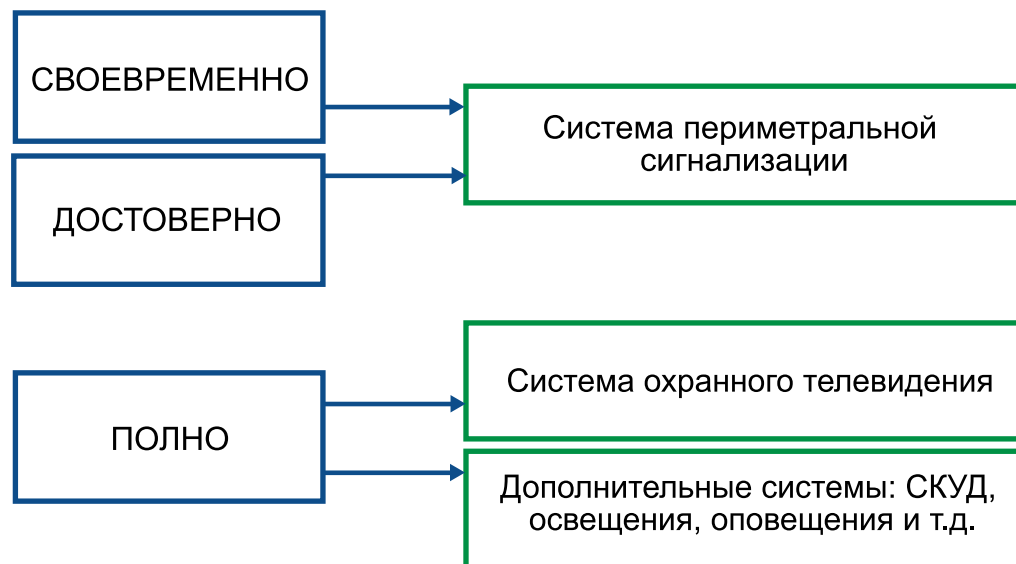 СВОЕВРЕМЕННО
ДОСТОВЕРНО
Система периметральной
сигнализации
ПОЛНО
Система охранного телевидения
Дополнительные системы: СКУД,
освещения, оповещения и т.д.